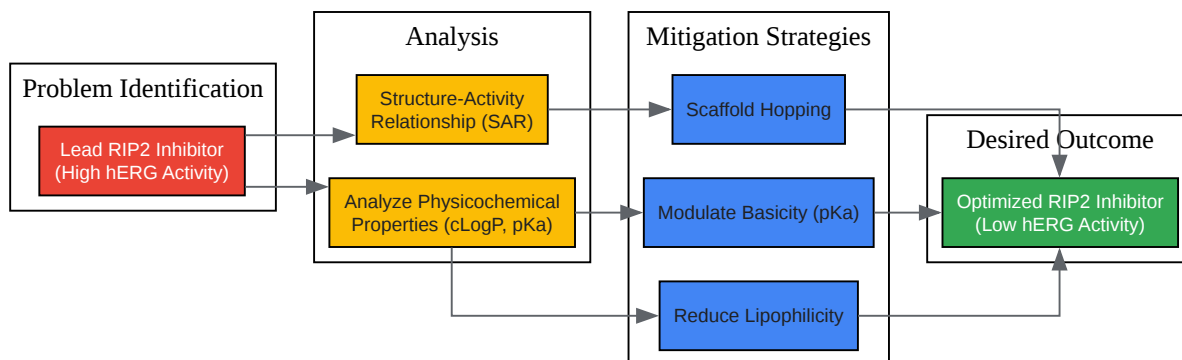 Problem Identification
Lead RIP2 Inhibitor
(High hERG Activity)
Analysis
Structure-Activity
Relationship (SAR)
Analyze Physicochemical
Properties (cLogP, pKa)
Mitigation Strategies
Scaffold Hopping
Modulate Basicity (pKa)
Reduce Lipophilicity
Desired Outcome
Optimized RIP2 Inhibitor
(Low hERG Activity)